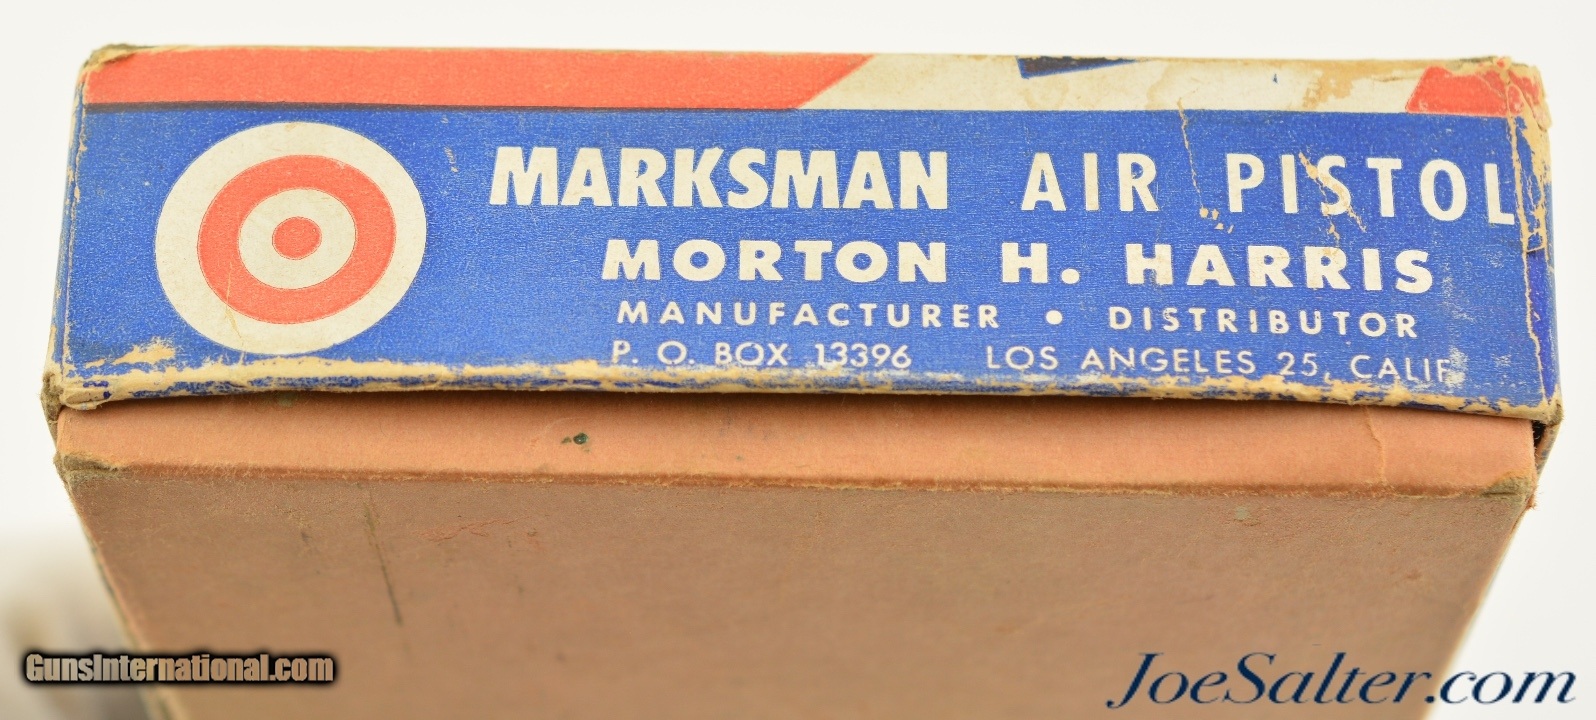 MARKSMAN AIR PISTOL
MORTON H. HARRIS
MANUFACTURER • DISTRIBUTOR
P. O. BOX 13396 LOS ANGELES 25, CALIF
GunsInternational.com
JoeSalter.com